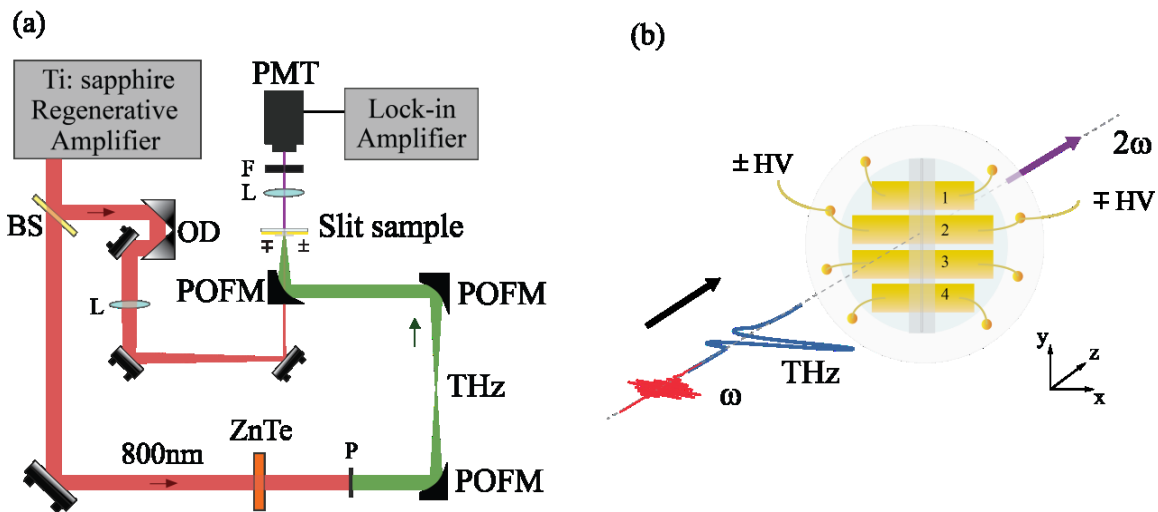 (a)
Ti: sapphire
Regenerative
Amplifier
PMT
Lock-in
Amplifier
F
L
BS
OD
Slit sample
∓ ±
POFM
POFM
L
THz
ZnTe
800nm
P
POFM
(b)
2ω
± HV
∓ HV
1
2
3
4
THz
ω
y
z
x